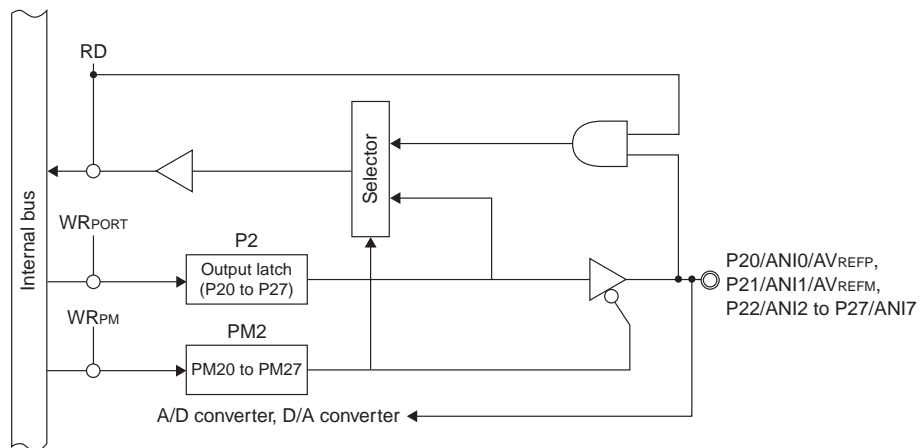 RD
Selector
Internal bus
WRPORT
P2
Output latch
(P20 to P27)
P20/ANI0/AVREFP,
P21/ANI1/AVREFM,
P22/ANI2 to P27/ANI7
WRPM
PM2
PM20 to PM27
A/D converter, D/A converter